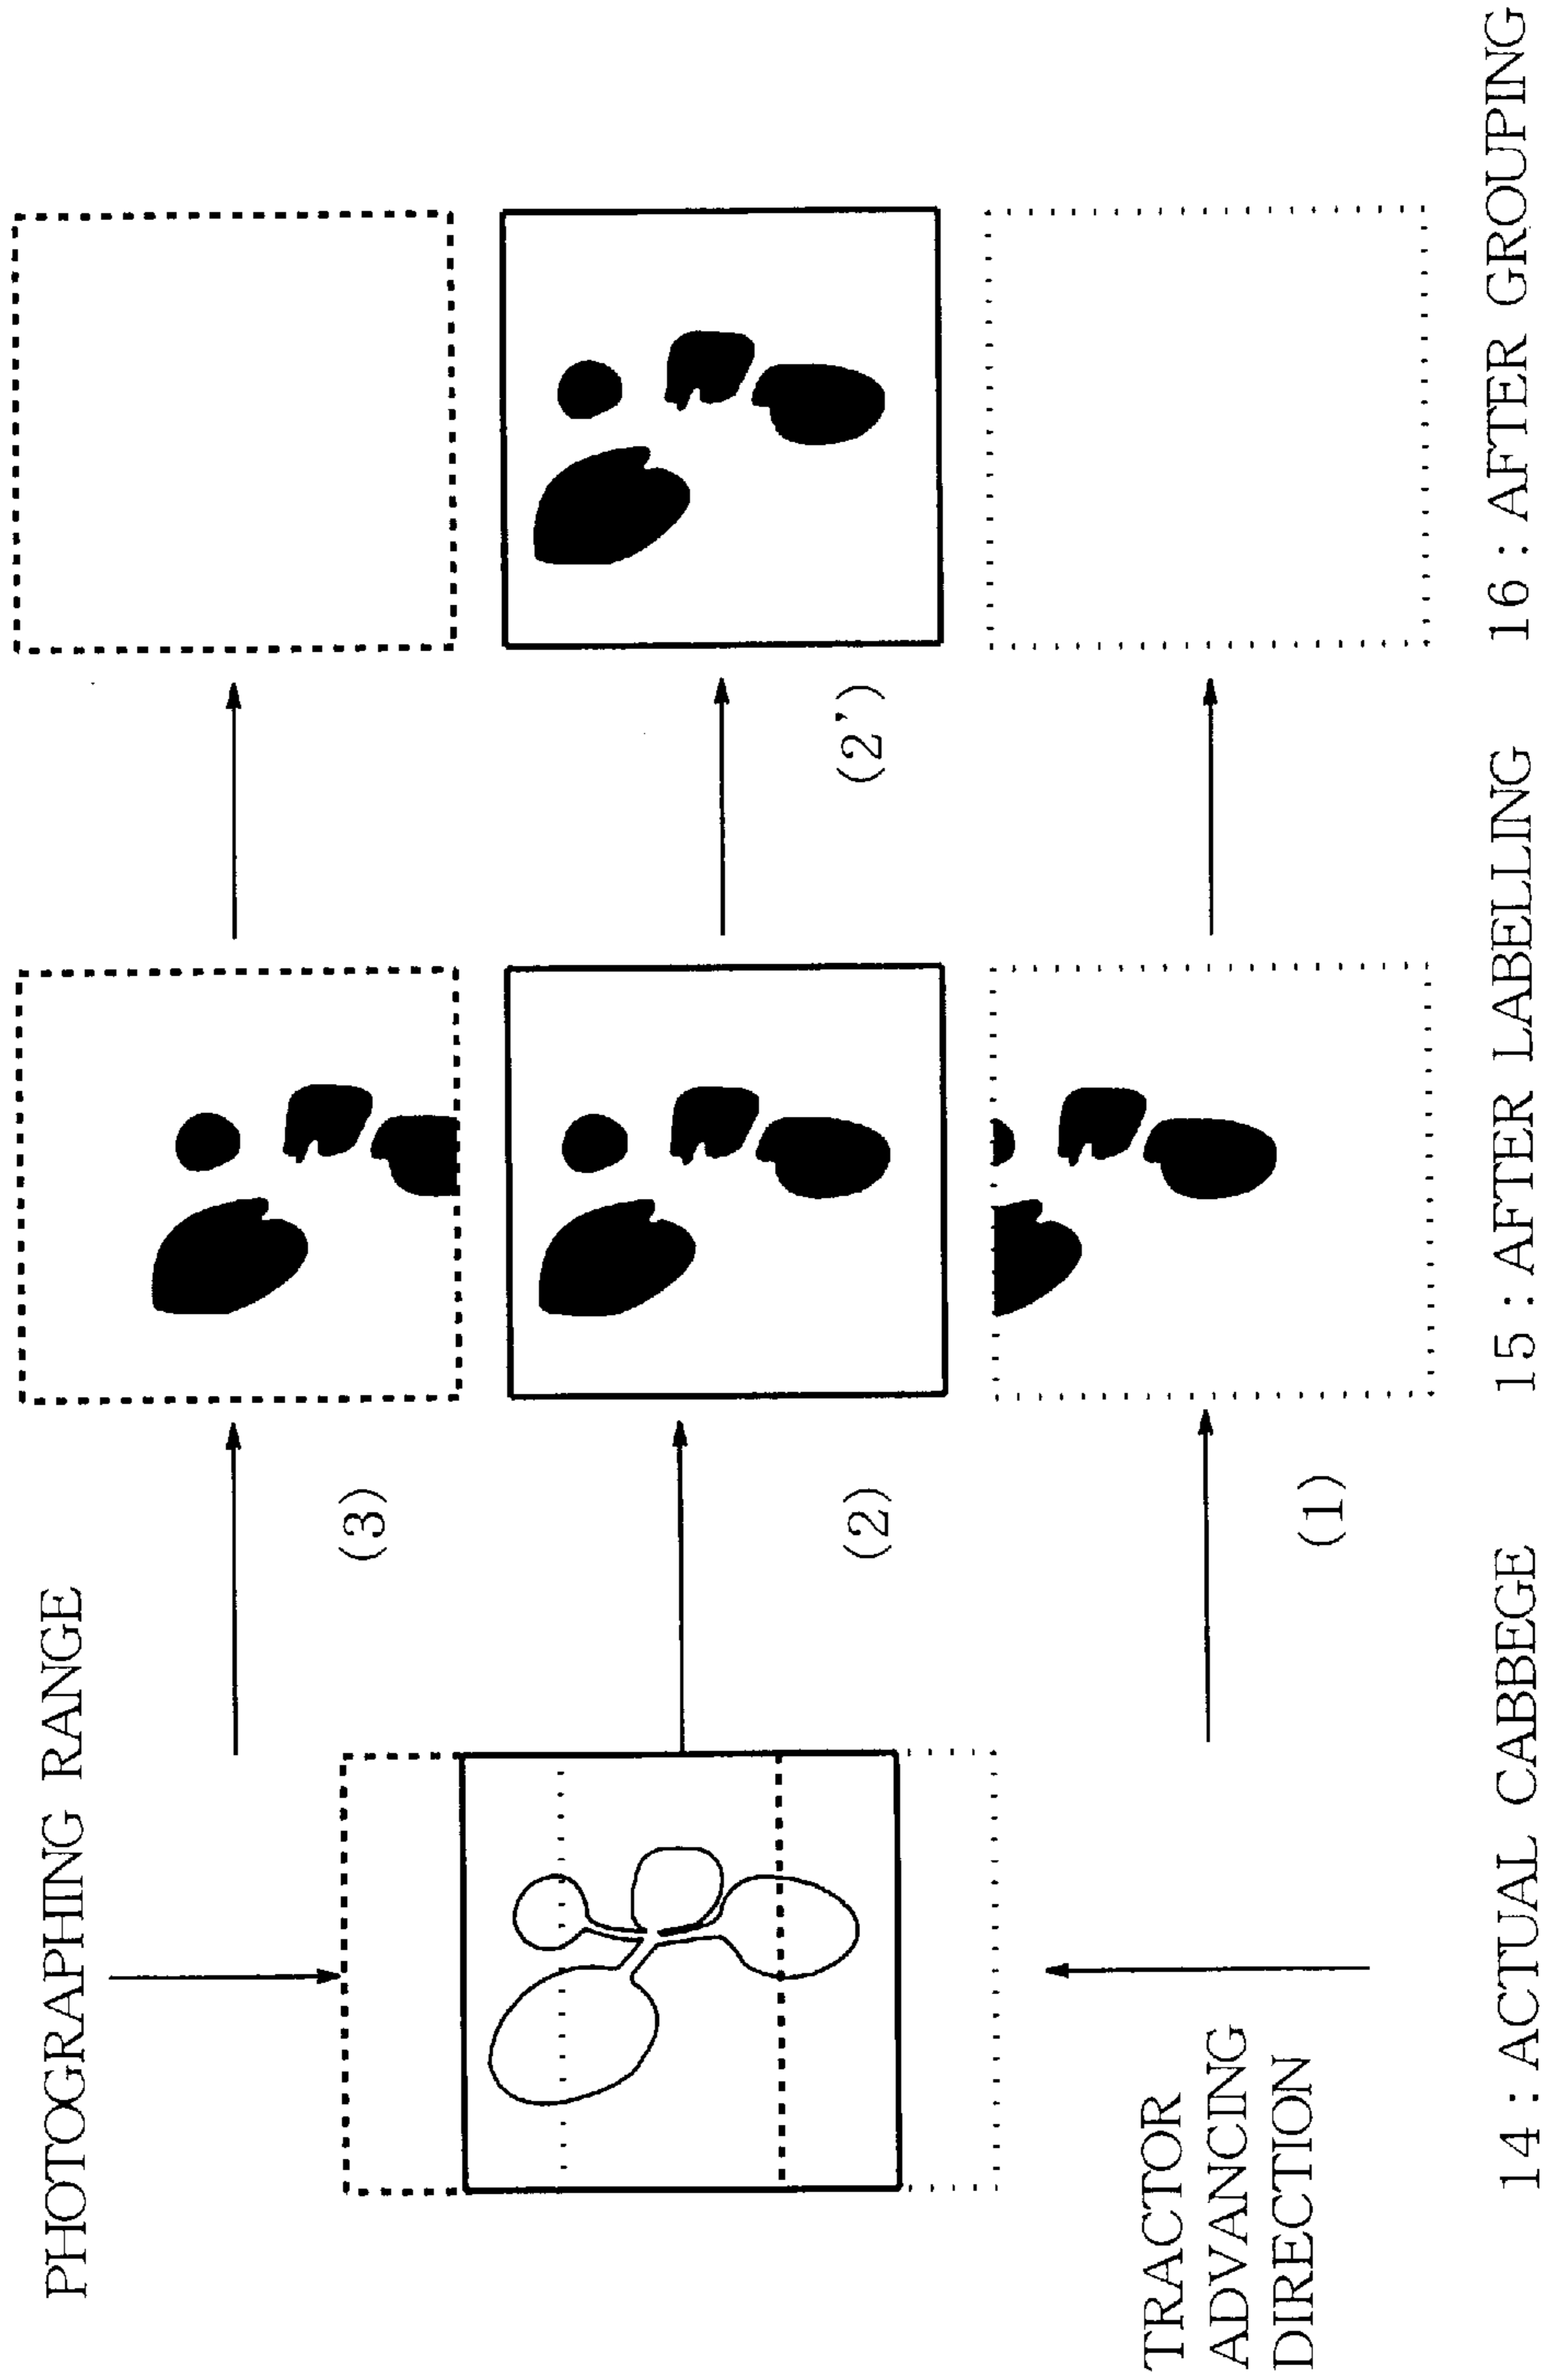 PHOTOGRAPHING RANGE
(3)
(2)
(2')
(1)
TRACTOR
ADVANCING
DIRECTION
14 : ACTUAL CABBEGE
15 : AFTER LABELLING
16 : AFTER GROUPING